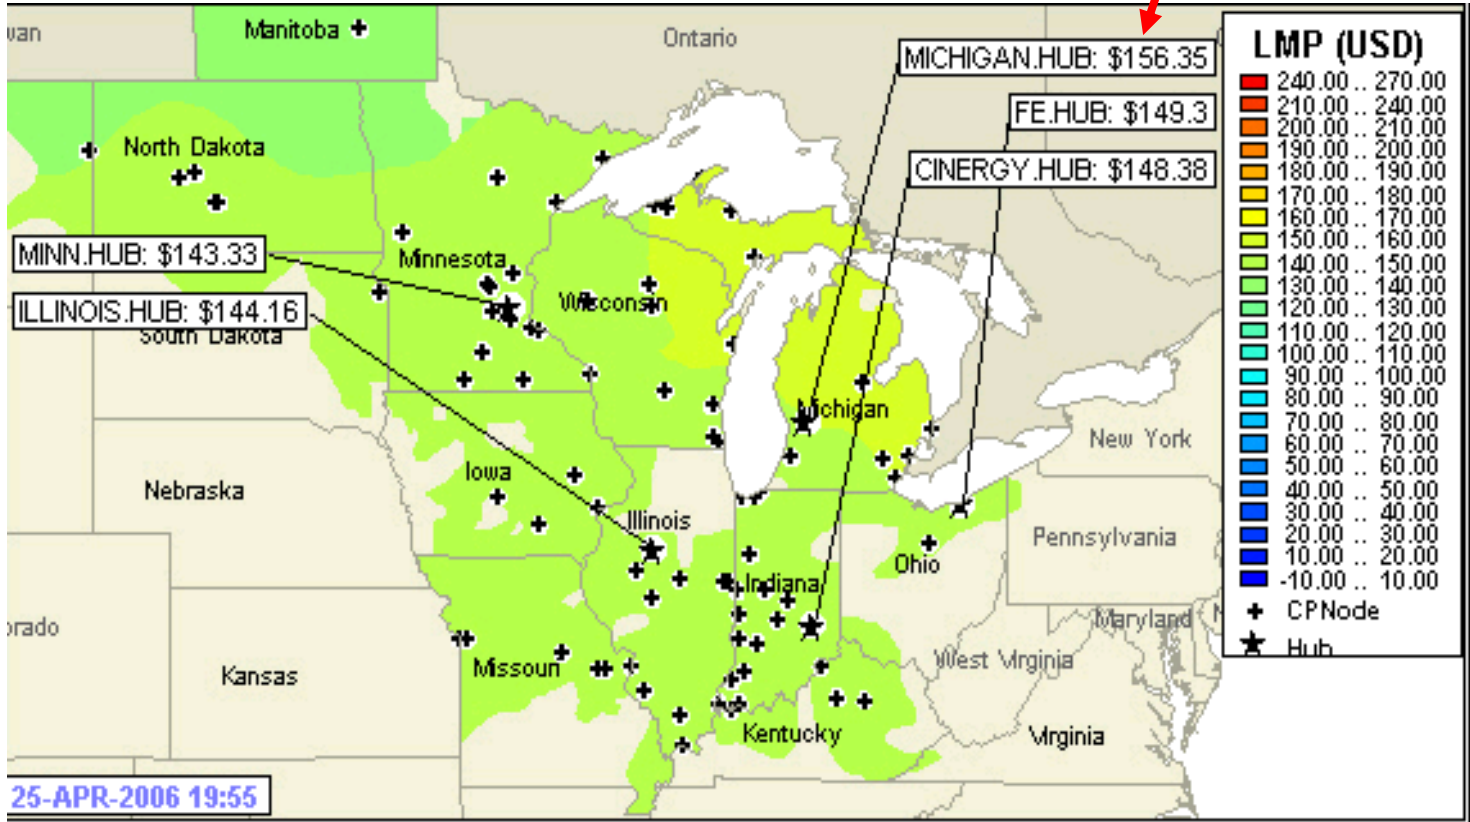 van
Manitoba
Ontario
MICHIGAN.HUB: $156.35
FE.HUB: $149.3
CINERGY.HUB: $148.38
North Dakota
MINN.HUB: $143.33
Minnesota
ILLINOIS.HUB: $144.16
Wisconsin
South Dakota
Michigan
New York
Iowa
Nebraska
Illinois
Pennsylvania
Ohio
Indiana
Maryland
orado
West Virginia
Kansas
Missouri
Kentucky
Virginia
25-APR-2006 19:55
LMP (USD)
240.00 .. 270.00
210.00 .. 240.00
200.00 .. 210.00
190.00 .. 200.00
180.00 .. 190.00
170.00 .. 180.00
160.00 .. 170.00
150.00 .. 160.00
140.00 .. 150.00
130.00 .. 140.00
120.00 .. 130.00
110.00 .. 120.00
100.00 .. 110.00
90.00 .. 100.00
80.00 .. 90.00
70.00 .. 80.00
60.00 .. 70.00
50.00 .. 60.00
40.00 .. 50.00
30.00 .. 40.00
20.00 .. 30.00
10.00 .. 20.00
-10.00 .. 10.00
CPNode
Hub